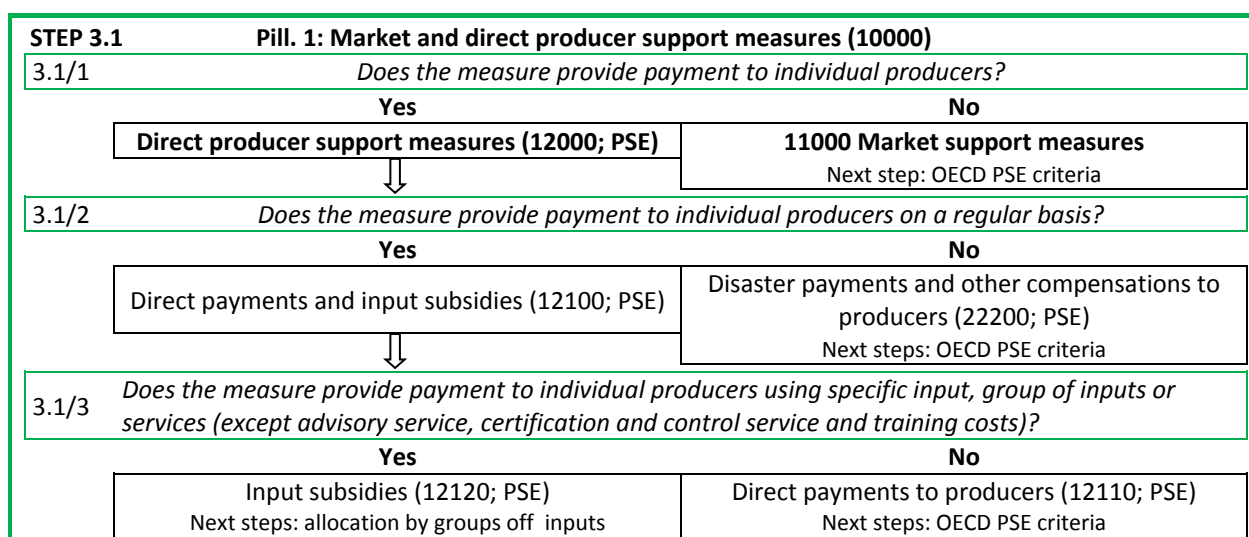 STEP 3.1 Pill. 1: Market and direct producer support measures (10000)
3.1/1 Does the measure provide payment to individual producers?
Yes No
Direct producer support measures (12000; PSE) 11000 Market support measures
Next step: OECD PSE criteria
3.1/2 Does the measure provide payment to individual producers on a regular basis?
Yes No
Direct payments and input subsidies (12100; PSE)
Disaster payments and other compensations to
producers (22200; PSE)
Next steps: OECD PSE criteria
3.1/3
Does the measure provide payment to individual producers using specific input, group of inputs or
services (except advisory service, certification and control service and training costs)?
Yes No
Input subsidies (12120; PSE) Direct payments to producers (12110; PSE)
Next steps: allocation by groups off inputs Next steps: OECD PSE criteria